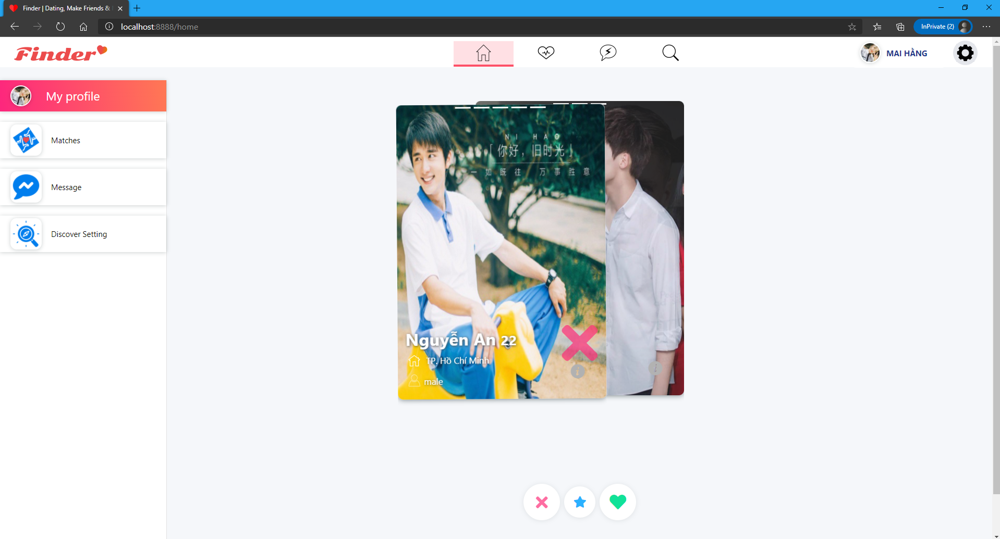 Finder | Dating, Make Friends &
localhost:8888/home
InPrivate (2)
Finder
MAI HẰNG
My profile
Matches
Message
Discover Setting
NI HAO
「你好，旧时光」
一如既往 万事胜意
Nguyễn An 22
TP. Hồ Chí Minh
male